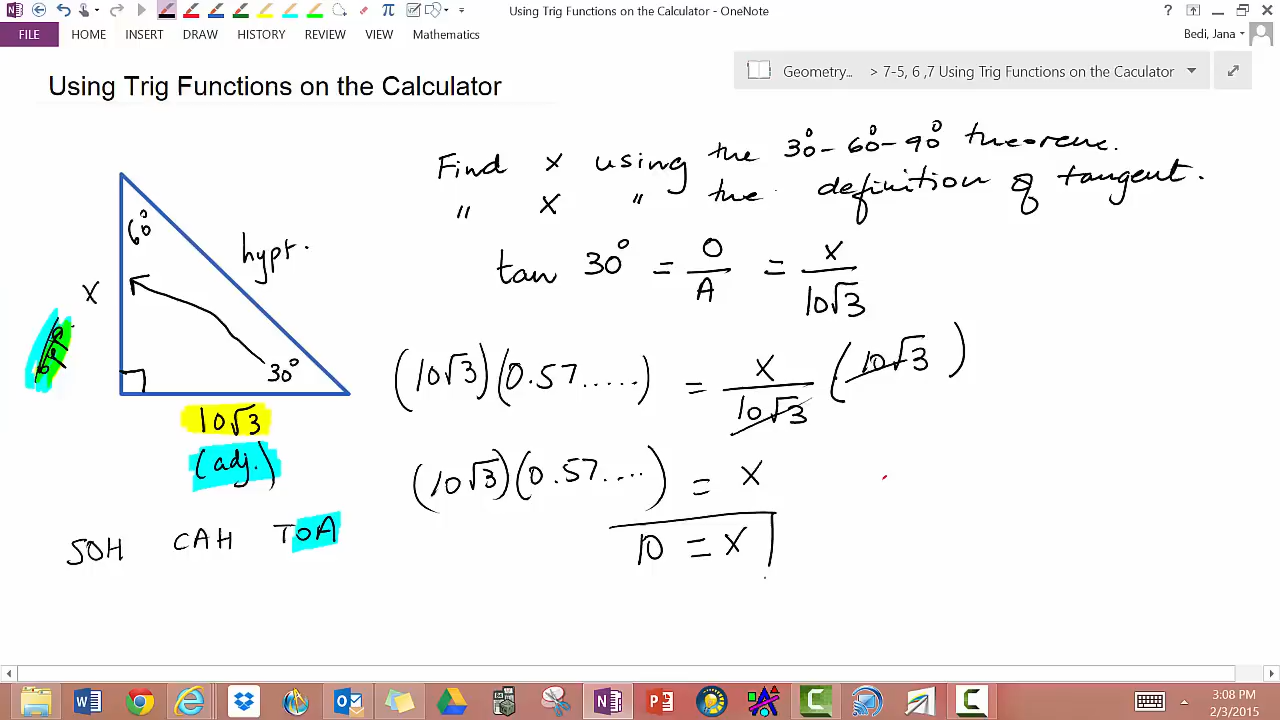 Using Trig Functions on the Calculator - OneNote
FILE HOME INSERT DRAW HISTORY REVIEW VIEW Mathematics
Bedi, Jana
Using Trig Functions on the Calculator
Geometry... > 7-5, 6 ,7 Using Trig Functions on the Caculator
Find x using the 30°-60°-90° theorem.
" x " the definition of tangent.
60°
hypt.
x
opp.
30°
10√3
(adj.)
SOH CAH TOA
tan 30° = O/A = x/10√3
(10√3)(0.57.....) = x/10√3 (10√3)
(10√3)(0.57....) = x
10 = x
3:08 PM
2/3/2015